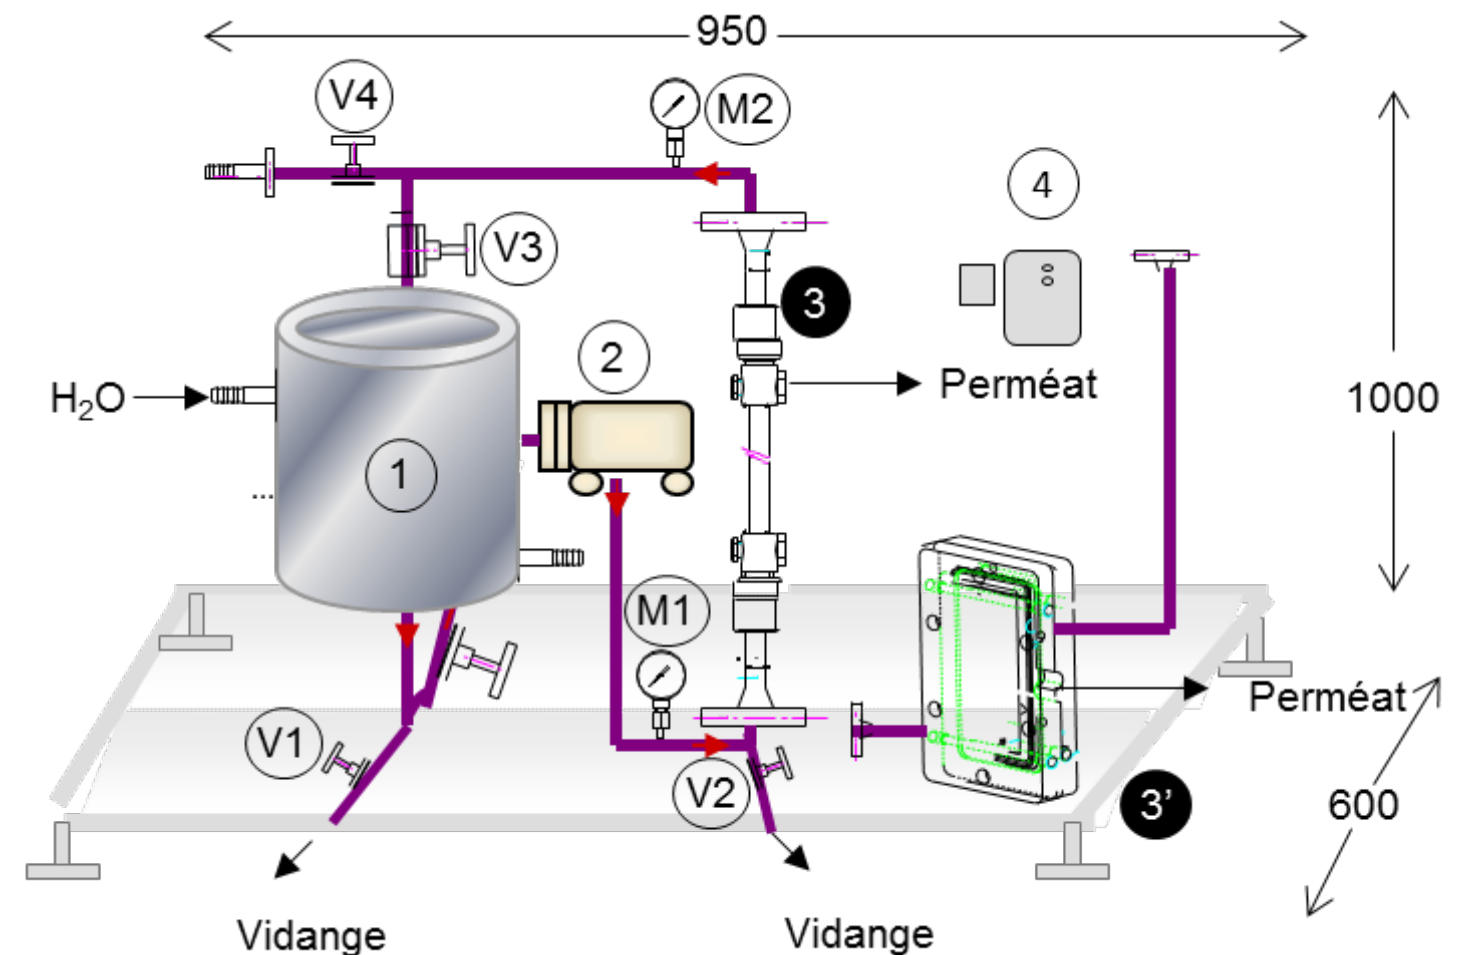 950
V4
M2
4
V3
3
2
H₂O
Perméat
1000
1
M1
Perméat
V1
V2
3’
600
Vidange
Vidange